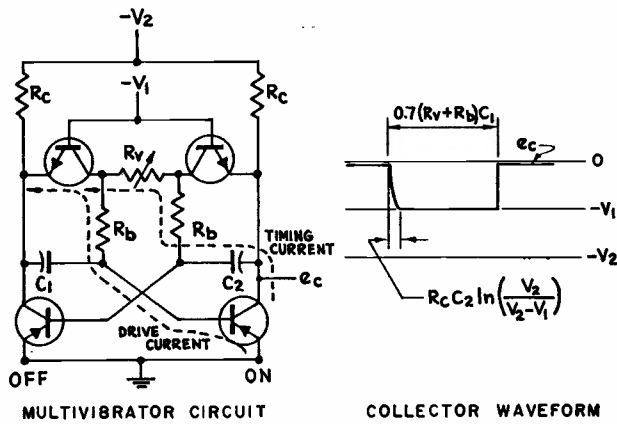 -V₂
-V₁
Rc
Rc
Rv
Rb
Rb
TIMING
CURRENT
C₁
C₂
ec
DRIVE
CURRENT
OFF
ON
MULTIVIBRATOR CIRCUIT
0.7(Rv+Rb)C₁
ec
0
-V₁
-V₂
RcC₂ ln(V₂/V₂-V₁)
COLLECTOR WAVEFORM